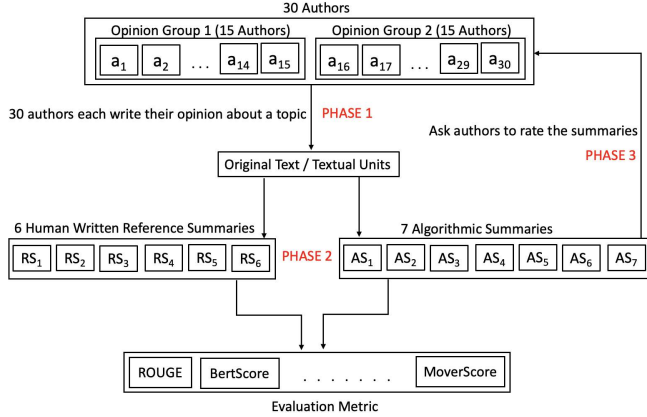 30 Authors
Opinion Group 1 (15 Authors)
Opinion Group 2 (15 Authors)
a1 a2 ... a14 a15
a16 a17 ... a29 a30
30 authors each write their opinion about a topic
PHASE 1
Ask authors to rate the summaries
PHASE 3
Original Text / Textual Units
6 Human Written Reference Summaries
7 Algorithmic Summaries
PHASE 2
RS1 RS2 RS3 RS4 RS5 RS6
AS1 AS2 AS3 AS4 AS5 AS6 AS7
ROUGE BertScore ....... MoverScore
Evaluation Metric